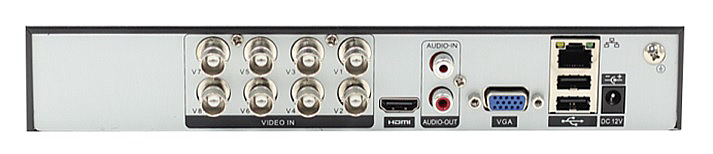 AUDIO-IN
V7 V5 V3 V1
V8 V6 V4 V2
VIDEO IN
HDMI
AUDIO-OUT
VGA
DC 12V